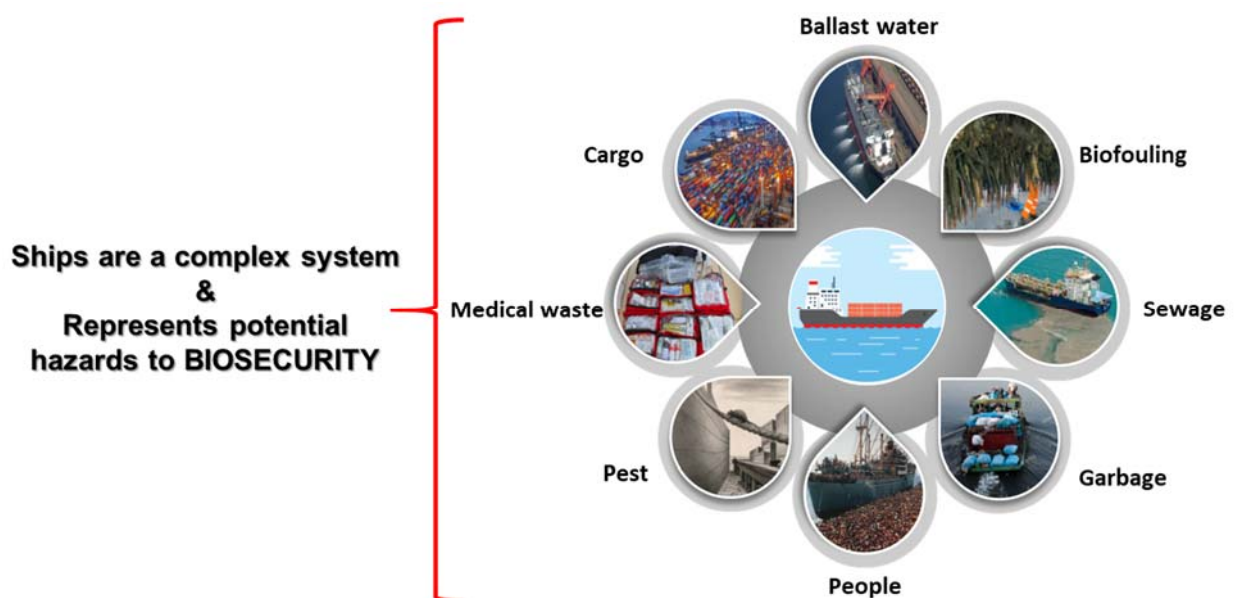 Ships are a complex system
&
Represents potential
hazards to BIOSECURITY
Ballast water
Biofouling
Sewage
Garbage
People
Pest
Medical waste
Cargo